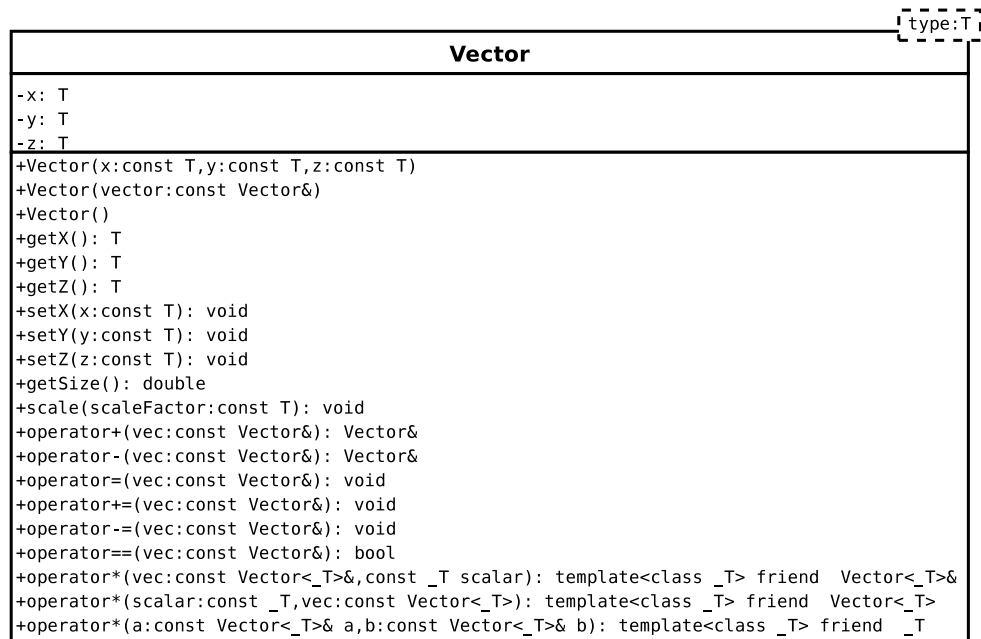 type:T
Vector
-x: T
-y: T
-z: T
+Vector(x:const T,y:const T,z:const T)
+Vector(vector:const Vector&)
+Vector()
+getX(): T
+getY(): T
+getZ(): T
+setX(x:const T): void
+setY(y:const T): void
+setZ(z:const T): void
+getSize(): double
+scale(scaleFactor:const T): void
+operator+(vec:const Vector&): Vector&
+operator-(vec:const Vector&): Vector&
+operator=(vec:const Vector&): void
+operator+=(vec:const Vector&): void
+operator-=(vec:const Vector&): void
+operator==(vec:const Vector&): bool
+operator*(vec:const Vector<_T>&,const _T scalar): template<class _T> friend  Vector<_T>&
+operator*(scalar:const _T,vec:const Vector<_T>): template<class _T> friend  Vector<_T>
+operator*(a:const Vector<_T>& a,b:const Vector<_T>& b): template<class _T> friend  _T